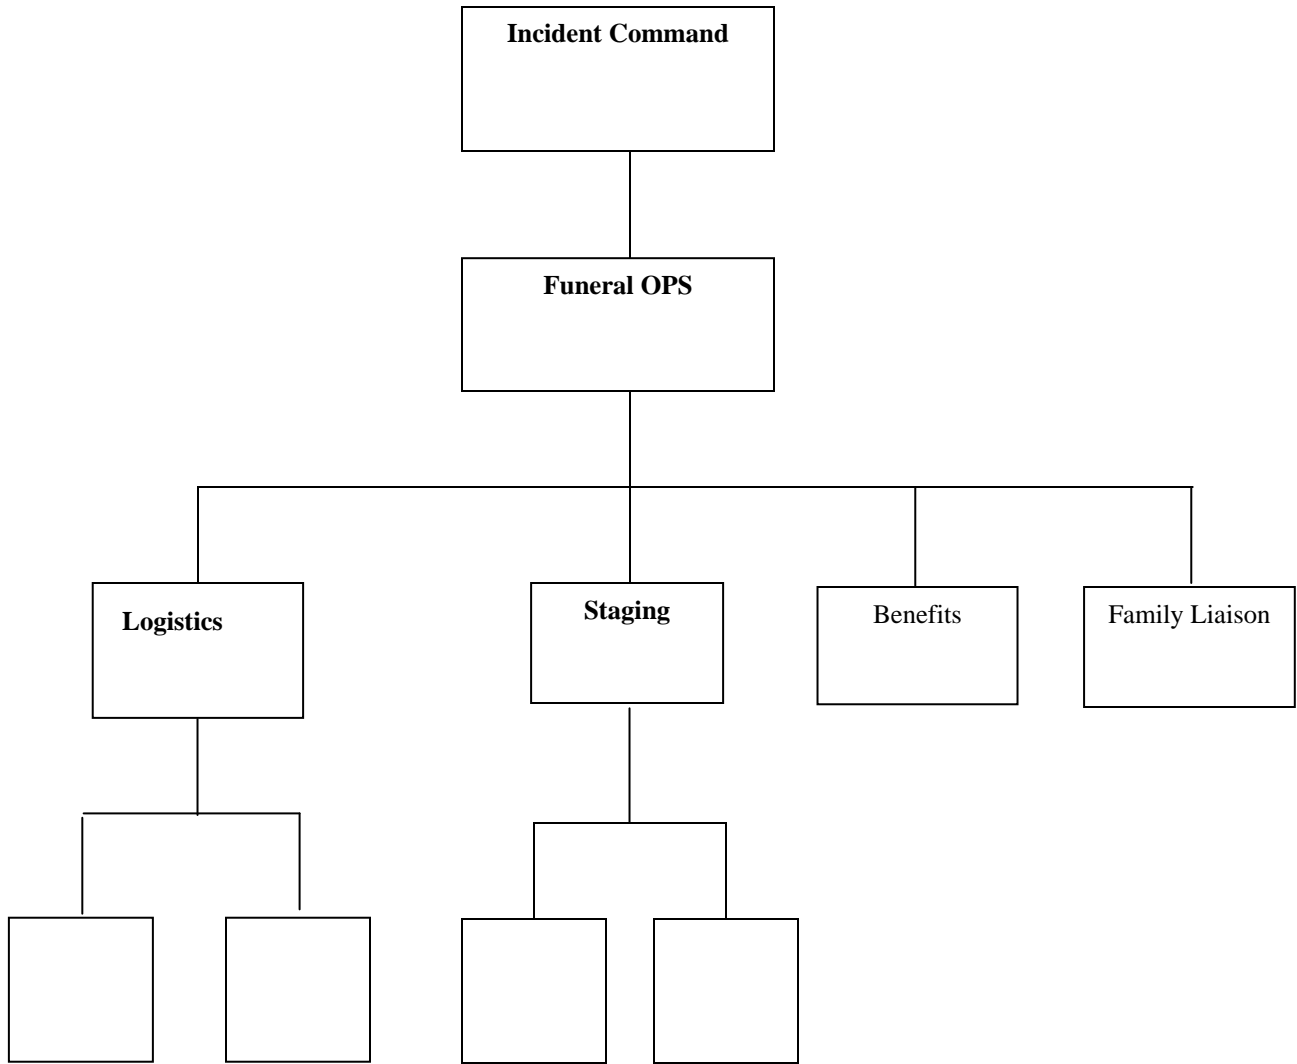 Incident Command
Funeral OPS
Logistics
Staging
Benefits
Family Liaison